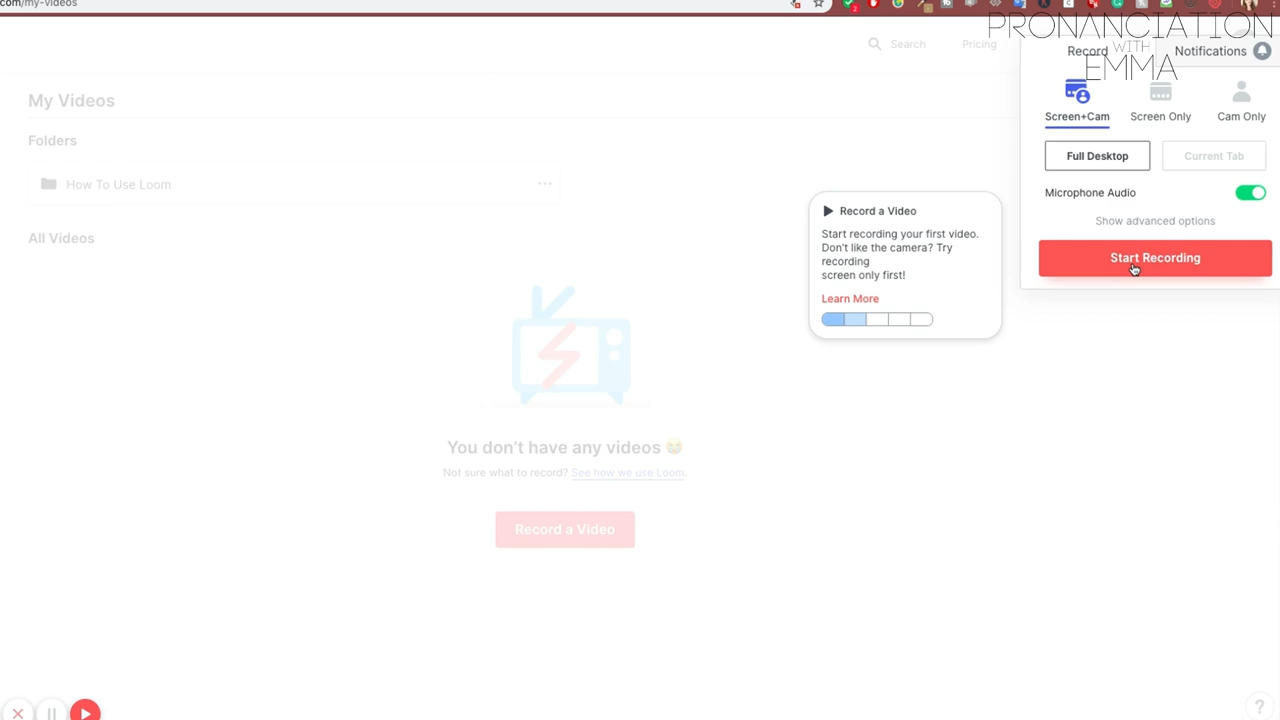 com/my-videos
PRONANCIATION
WITH
EMMA
Search
Pricing
Record
Notifications
My Videos
Screen+Cam
Screen Only
Cam Only
Folders
Full Desktop
Current Tab
How To Use Loom
Microphone Audio
Record a Video
Show advanced options
Start recording your first video.
Don't like the camera? Try
recording
screen only first!
All Videos
Start Recording
Learn More
You don't have any videos
Not sure what to record? See how we use Loom.
Record a Video
?